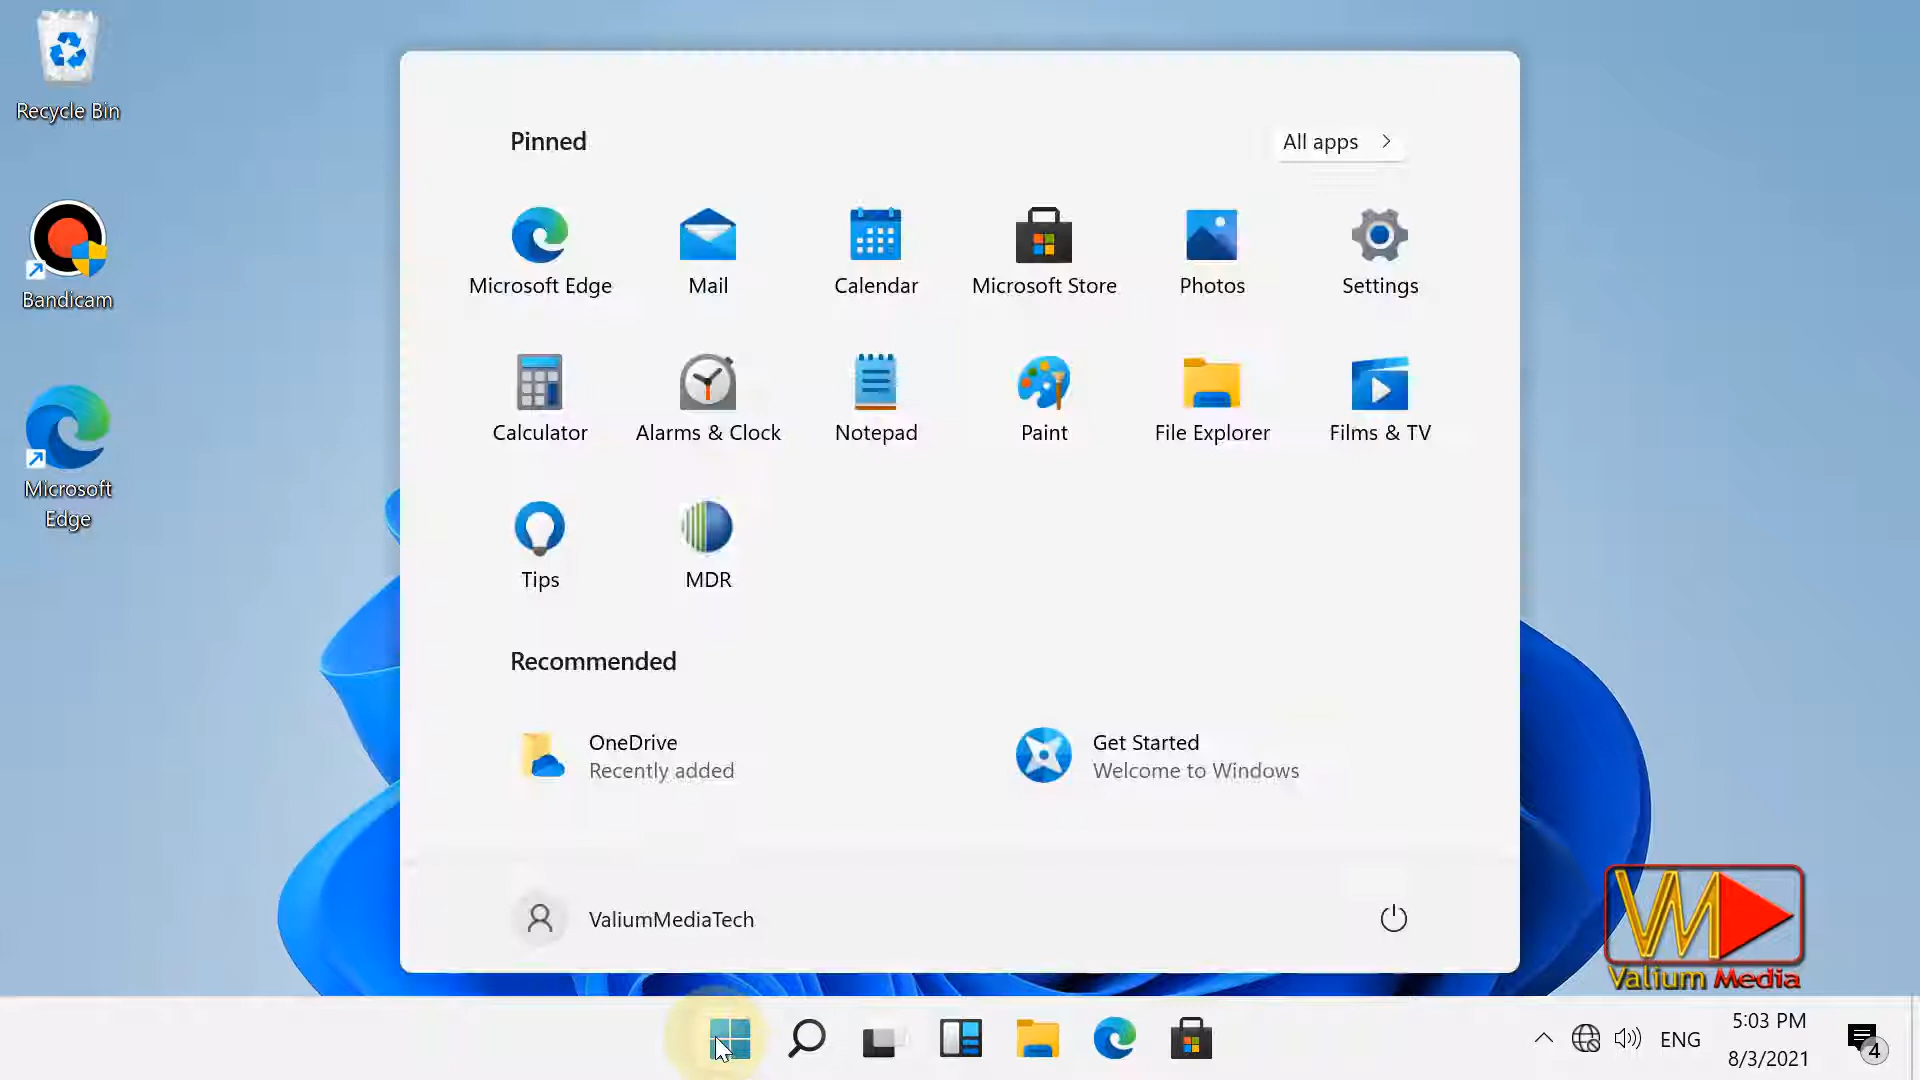 Recycle Bin
Bandicam
Microsoft
Edge
Pinned
All apps
Microsoft Edge
Mail
Calendar
Microsoft Store
Photos
Settings
Calculator
Alarms & Clock
Notepad
Paint
File Explorer
Films & TV
Tips
MDR
Recommended
OneDrive
Recently added
Get Started
Welcome to Windows
ValiumMediaTech
VM
Valium Media
ENG
5:03 PM
8/3/2021
4